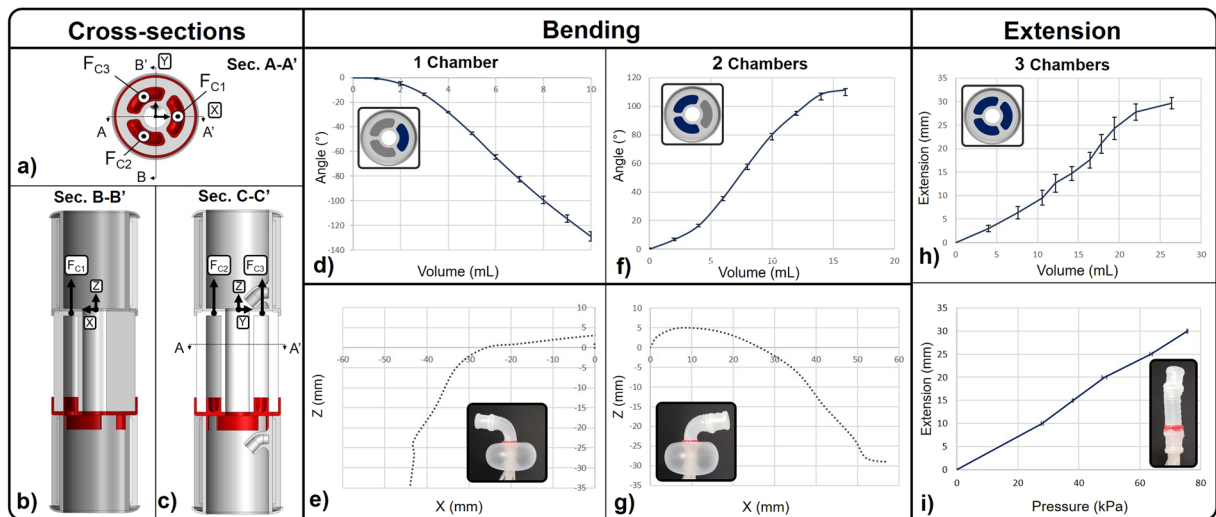 Cross-sections
Bending
Extension
Sec. A-A'
B'
Y
FC3
FC1
X
A
A'
FC2
B
a)
Sec. B-B'
FC1
Z
X
b)
Sec. C-C'
FC2
FC3
Z
Y
A
A'
c)
1 Chamber
0
-20
-40
-60
-80
-100
-120
-140
0 2 4 6 8 10
Angle (°)
Volume (mL)
d)
10
5
0
-5
-10
-15
-20
-25
-30
-35
-60 -50 -40 -30 -20 -10 0
Z (mm)
X (mm)
e)
2 Chambers
120
100
80
60
40
20
0
0 5 10 15 20
Angle (°)
Volume (mL)
f)
10
5
0
-5
-10
-15
-20
-25
-30
-35
0 10 20 30 40 50 60
Z (mm)
X (mm)
g)
3 Chambers
35
30
25
20
15
10
5
0
0 5 10 15 20 25 30
Extension (mm)
Volume (mL)
h)
35
30
25
20
15
10
5
0
0 20 40 60 80
Extension (mm)
Pressure (kPa)
i)